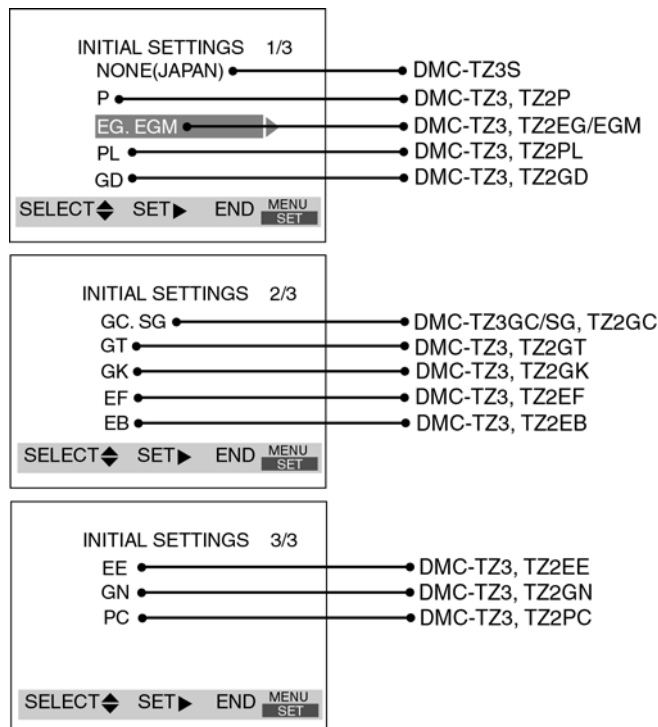 INITIAL SETTINGS 1/3
NONE(JAPAN) DMC-TZ3S
P DMC-TZ3, TZ2P
EG. EGM DMC-TZ3, TZ2EG/EGM
PL DMC-TZ3, TZ2PL
GD DMC-TZ3, TZ2GD
SELECT SET END MENU SET
INITIAL SETTINGS 2/3
GC. SG DMC-TZ3GC/SG, TZ2GC
GT DMC-TZ3, TZ2GT
GK DMC-TZ3, TZ2GK
EF DMC-TZ3, TZ2EF
EB DMC-TZ3, TZ2EB
SELECT SET END MENU SET
INITIAL SETTINGS 3/3
EE DMC-TZ3, TZ2EE
GN DMC-TZ3, TZ2GN
PC DMC-TZ3, TZ2PC
SELECT SET END MENU SET